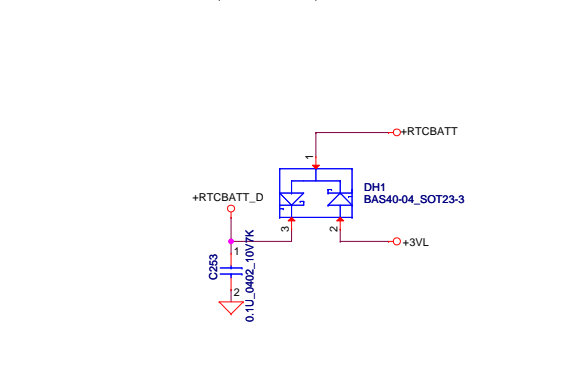 +RTCBATT
1
DH1
BAS40-04_SOT23-3
+RTCBATT_D
3
2
+3VL
1
C253
0.1U_0402_10V7K
2